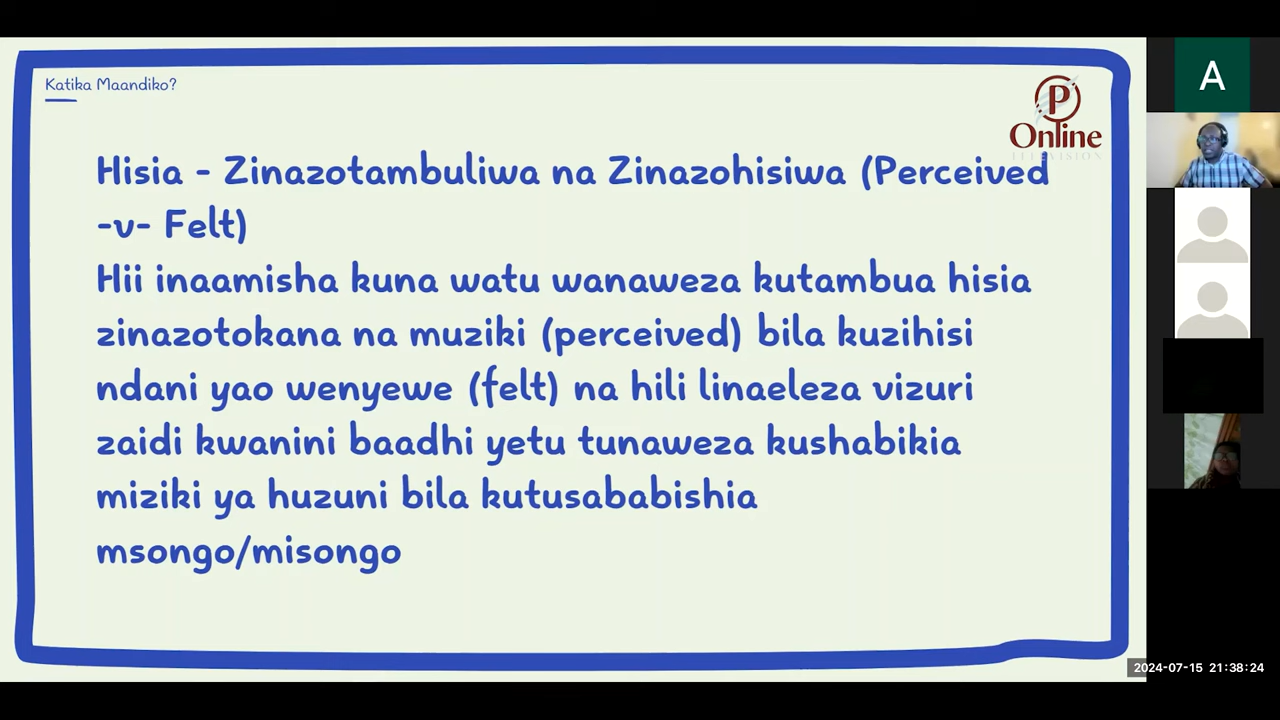 Katika Maandiko?
P
Online
TELEVISION
Hisia - Zinazotambuliwa na Zinazohisiwa (Perceived
-v- Felt)
Hii inaamisha kuna watu wanaweza kutambua hisia
zinazotokana na muziki (perceived) bila kuzihisi
ndani yao wenyewe (felt) na hili linaeleza vizuri
zaidi kwanini baadhi yetu tunaweza kushabikia
miziki ya huzuni bila kutusababishia
msongo/misongo
A
2024-07-15 21:38:24